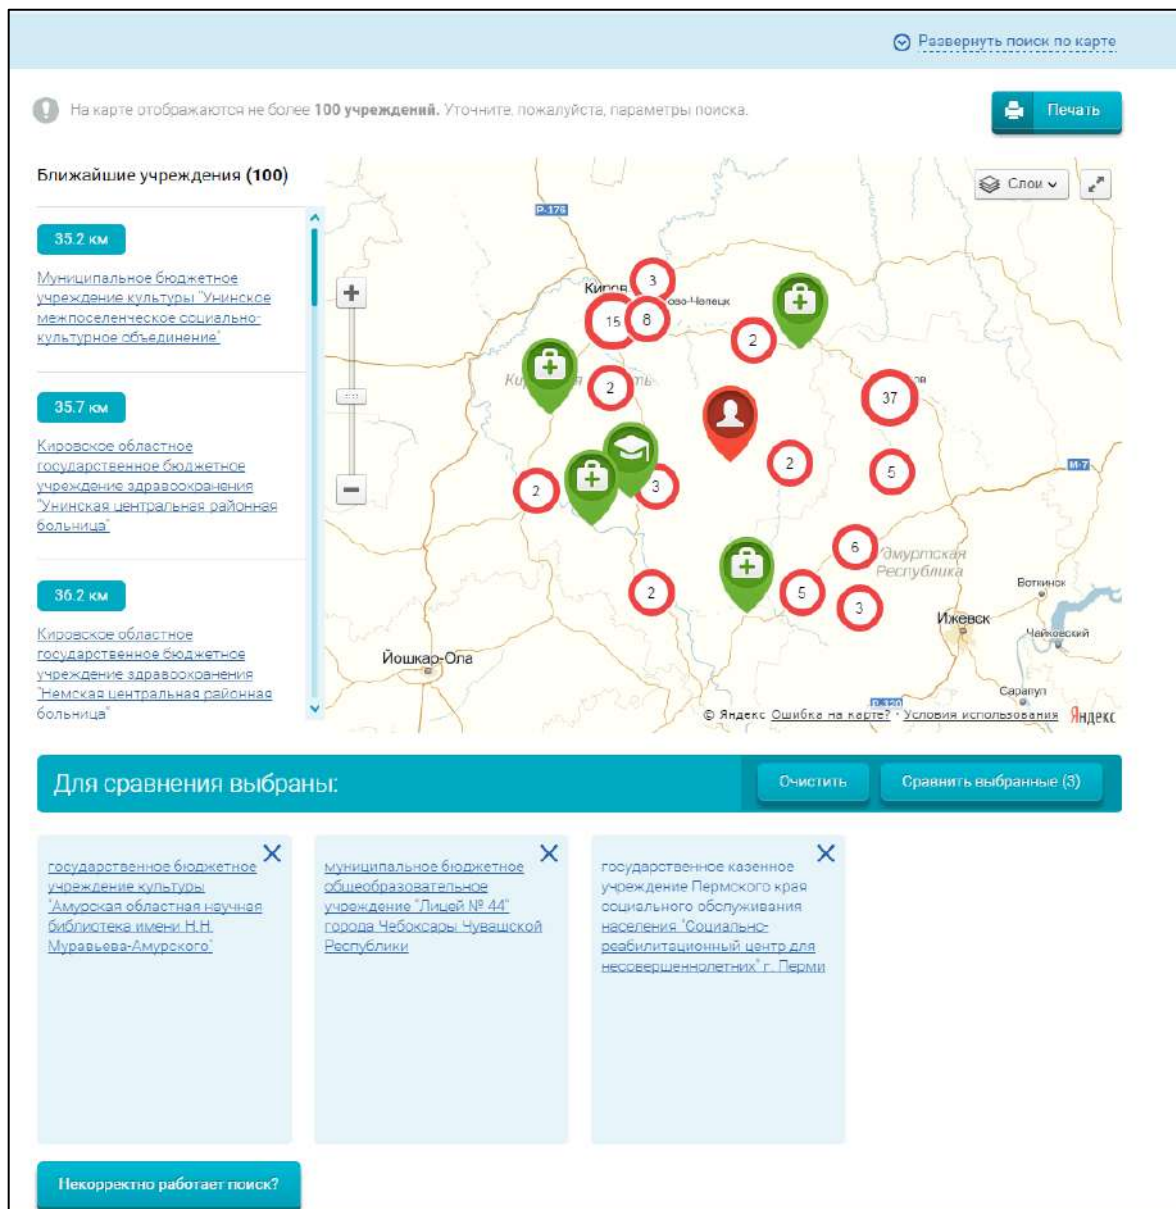 Развернуть поиск по карте
На карте отображаются не более 100 учреждений. Уточните, пожалуйста, параметры поиска.
Печать
Ближайшие учреждения (100)
35.2 км
Муниципальное бюджетное
учреждение культуры "Унинское
межпоселенческое социально-
культурное объединение"
35.7 км
Кировское областное
государственное бюджетное
учреждение здравоохранения
"Унинская центральная районная
больница"
36.2 км
Кировское областное
государственное бюджетное
учреждение здравоохранения
"Немская центральная районная
больница"
Слои
Р-176
3
Киров
ово-Чепецк
15
8
2
2
37
2
5
М-7
2
3
6
Удмуртская
Республика
2
5
3
Воткинск
Ижевск
Чайковский
Йошкар-Ола
Сарапул
Р-320
© Яндекс Ошибка на карте? · Условия использования Яндекс
Для сравнения выбраны:
Очистить
Сравнить выбранные (3)
государственное бюджетное
учреждение культуры
"Амурская областная научная
библиотека имени Н.Н.
Муравьева-Амурского"
муниципальное бюджетное
общеобразовательное
учреждение "Лицей № 44"
города Чебоксары Чувашской
Республики
государственное казенное
учреждение Пермского края
социального обслуживания
населения "Социально-
реабилитационный центр для
несовершеннолетних" г. Перми
Некорректно работает поиск?